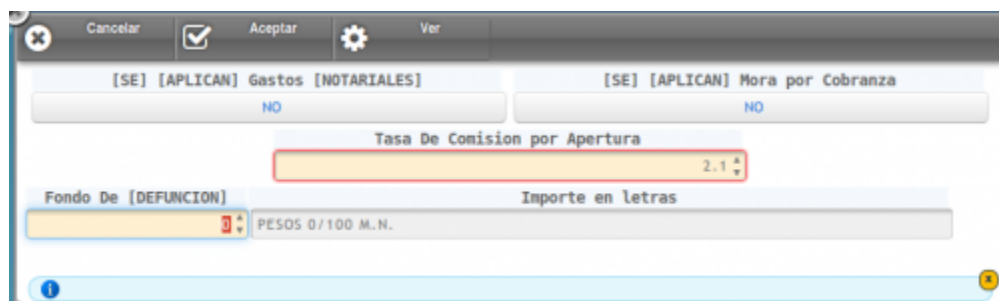 Cancelar Aceptar Ver
[SE] [APLICAN] Gastos [NOTARIALES] [SE] [APLICAN] Mora por Cobranza
NO NO
Tasa De Comision por Apertura
2.1
Fondo De [DEFUNCION] Importe en letras
0 PESOS 0/100 M.N.